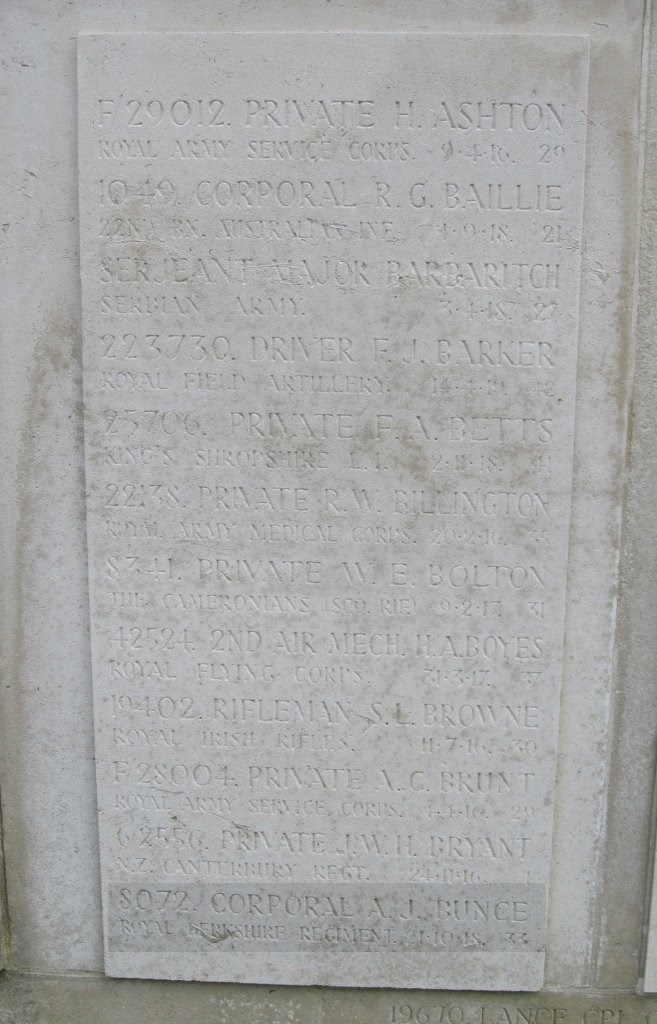 F/29012. PRIVATE H. ASHTON
ROYAL ARMY SERVICE CORPS. 9·4·16. 29
1049. CORPORAL R. G. BAILLIE
22ND BN. AUSTRALIAN INF. 1·9·18. 21
SERJEANT MAJOR BARBARITCH
SERBIAN ARMY. 3·4·18. 27
223730. DRIVER F. J. BARKER
ROYAL FIELD ARTILLERY.
25706. PRIVATE F. A. BETTS
KING'S SHROPSHIRE L.I. 2·11·18. 41
22138. PRIVATE R. W. BILLINGTON
ROYAL ARMY MEDICAL CORPS. 20·2·16.
8341. PRIVATE W. E. BOLTON
THE CAMERONIANS (SCO. RIF.) 9·2·17. 31
42524. 2ND AIR MECH. H.A.BOYES
ROYAL FLYING CORPS. 31·3·17. 37
19402. RIFLEMAN S. L. BROWNE
ROYAL IRISH RIFLES. 11·7·16. 30
F/28004. PRIVATE A. C. BRUNT
ROYAL ARMY SERVICE CORPS. 4·1·16. 29
6/2556. PRIVATE J. W. H. BRYANT
N.Z. CANTERBURY REGT. 24·11·16.
8072. CORPORAL A. J. BUNCE
ROYAL BERKSHIRE REGIMENT. 1·10·18. 33
19670 LANCE CPL